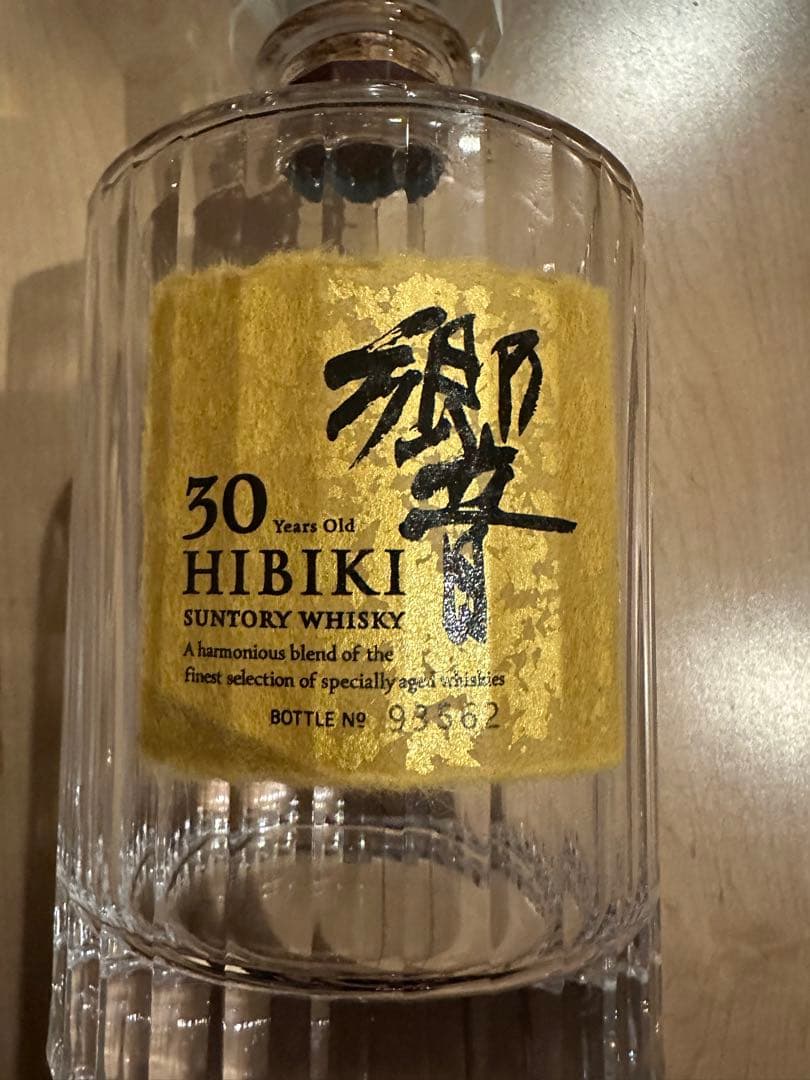 響
30 Years Old
HIBIKI
SUNTORY WHISKY
A harmonious blend of the
finest selection of specially aged whiskies
BOTTLE Nº 93562